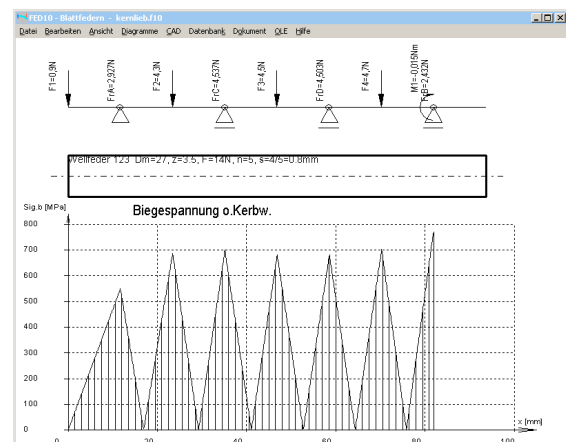 FED10 - Blattfedern - kernlieb.f10
Datei Bearbeiten Ansicht Diagramme CAD Datenbank Dokument OLE Hilfe
F1=0,9N
FrA=2,927N
F2=4,3N
FrC=4,537N
F3=4,5N
FrD=4,503N
F4=4,7N
M1=-0,015Nm
FrB=2,432N
Wellfeder 123 Dm=27, z=3.5, F=14N, n=5, s=4/5=0.8mm
Sig.b [MPa]
Biegespannung o.Kerbw.
800
700
600
500
400
300
200
100
0
x [mm]
0 20 40 60 80 100